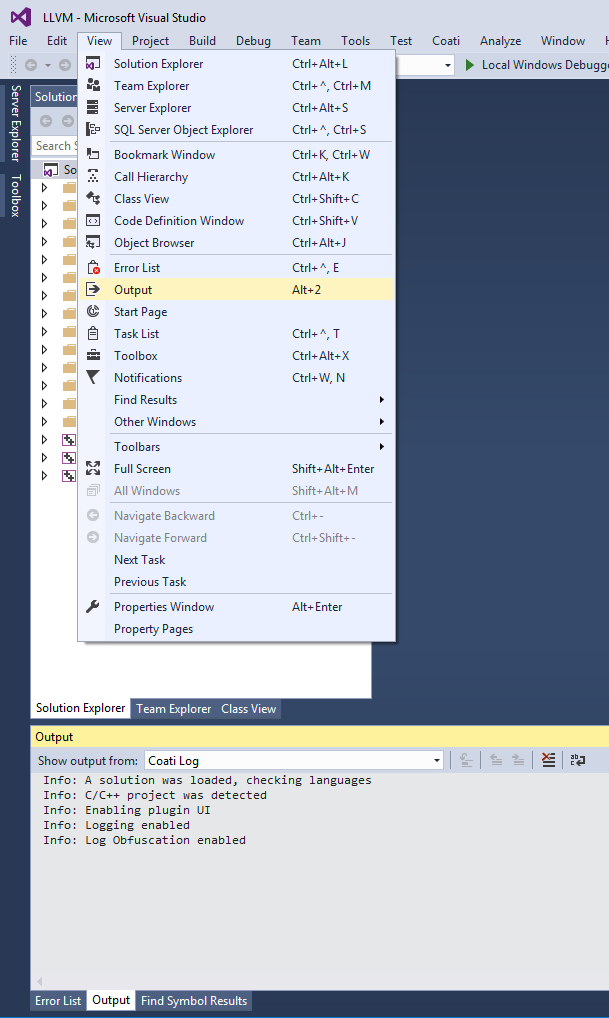 LLVM - Microsoft Visual Studio
File Edit View Project Build Debug Team Tools Test Coati Analyze Window H
Local Windows Debugge
Server Explorer
Toolbox
Solution
Search S
So
Solution Explorer Ctrl+Alt+L
Team Explorer Ctrl+^, Ctrl+M
Server Explorer Ctrl+Alt+S
SQL Server Object Explorer Ctrl+^, Ctrl+S
Bookmark Window Ctrl+K, Ctrl+W
Call Hierarchy Ctrl+Alt+K
Class View Ctrl+Shift+C
Code Definition Window Ctrl+Shift+V
Object Browser Ctrl+Alt+J
Error List Ctrl+^, E
Output Alt+2
Start Page
Task List Ctrl+^, T
Toolbox Ctrl+Alt+X
Notifications Ctrl+W, N
Find Results
Other Windows
Toolbars
Full Screen Shift+Alt+Enter
All Windows Shift+Alt+M
Navigate Backward Ctrl+-
Navigate Forward Ctrl+Shift+-
Next Task
Previous Task
Properties Window Alt+Enter
Property Pages
Solution Explorer Team Explorer Class View
Output
Show output from: Coati Log
Info: A solution was loaded, checking languages
Info: C/C++ project was detected
Info: Enabling plugin UI
Info: Logging enabled
Info: Log Obfuscation enabled
Error List Output Find Symbol Results